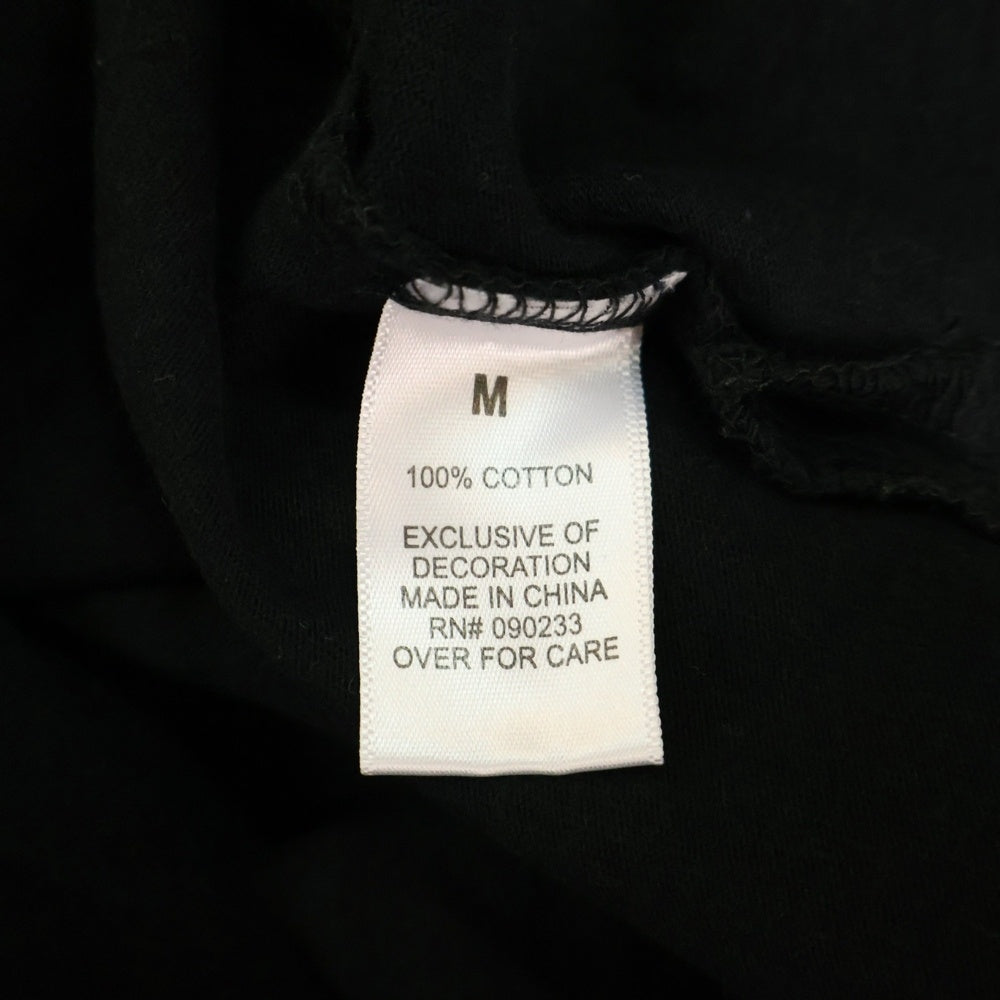 M
100% COTTON
EXCLUSIVE OF
DECORATION
MADE IN CHINA
RN# 090233
OVER FOR CARE